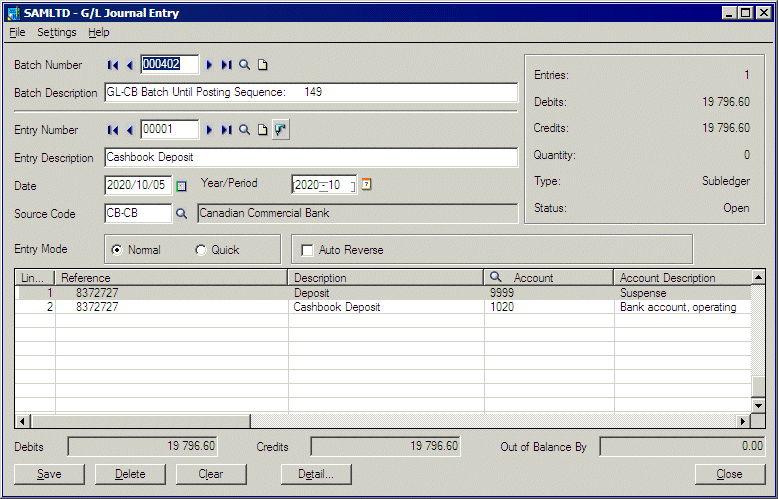 SAMLTD - G/L Journal Entry
File Settings Help
Batch Number 000402
Batch Description GL-CB Batch Until Posting Sequence: 149
Entry Number 00001
Entry Description Cashbook Deposit
Date 2020/10/05 Year/Period 2020 - 10
Source Code CB-CB Canadian Commercial Bank
Entries: 1
Debits: 19 796.60
Credits: 19 796.60
Quantity: 0
Type: Subledger
Status: Open
Entry Mode Normal Quick Auto Reverse
Lin... Reference Description Account Account Description
1 8372727 Deposit 9999 Suspense
2 8372727 Cashbook Deposit 1020 Bank account, operating
Debits 19 796.60 Credits 19 796.60 Out of Balance By 0.00
Save Delete Clear Detail... Close